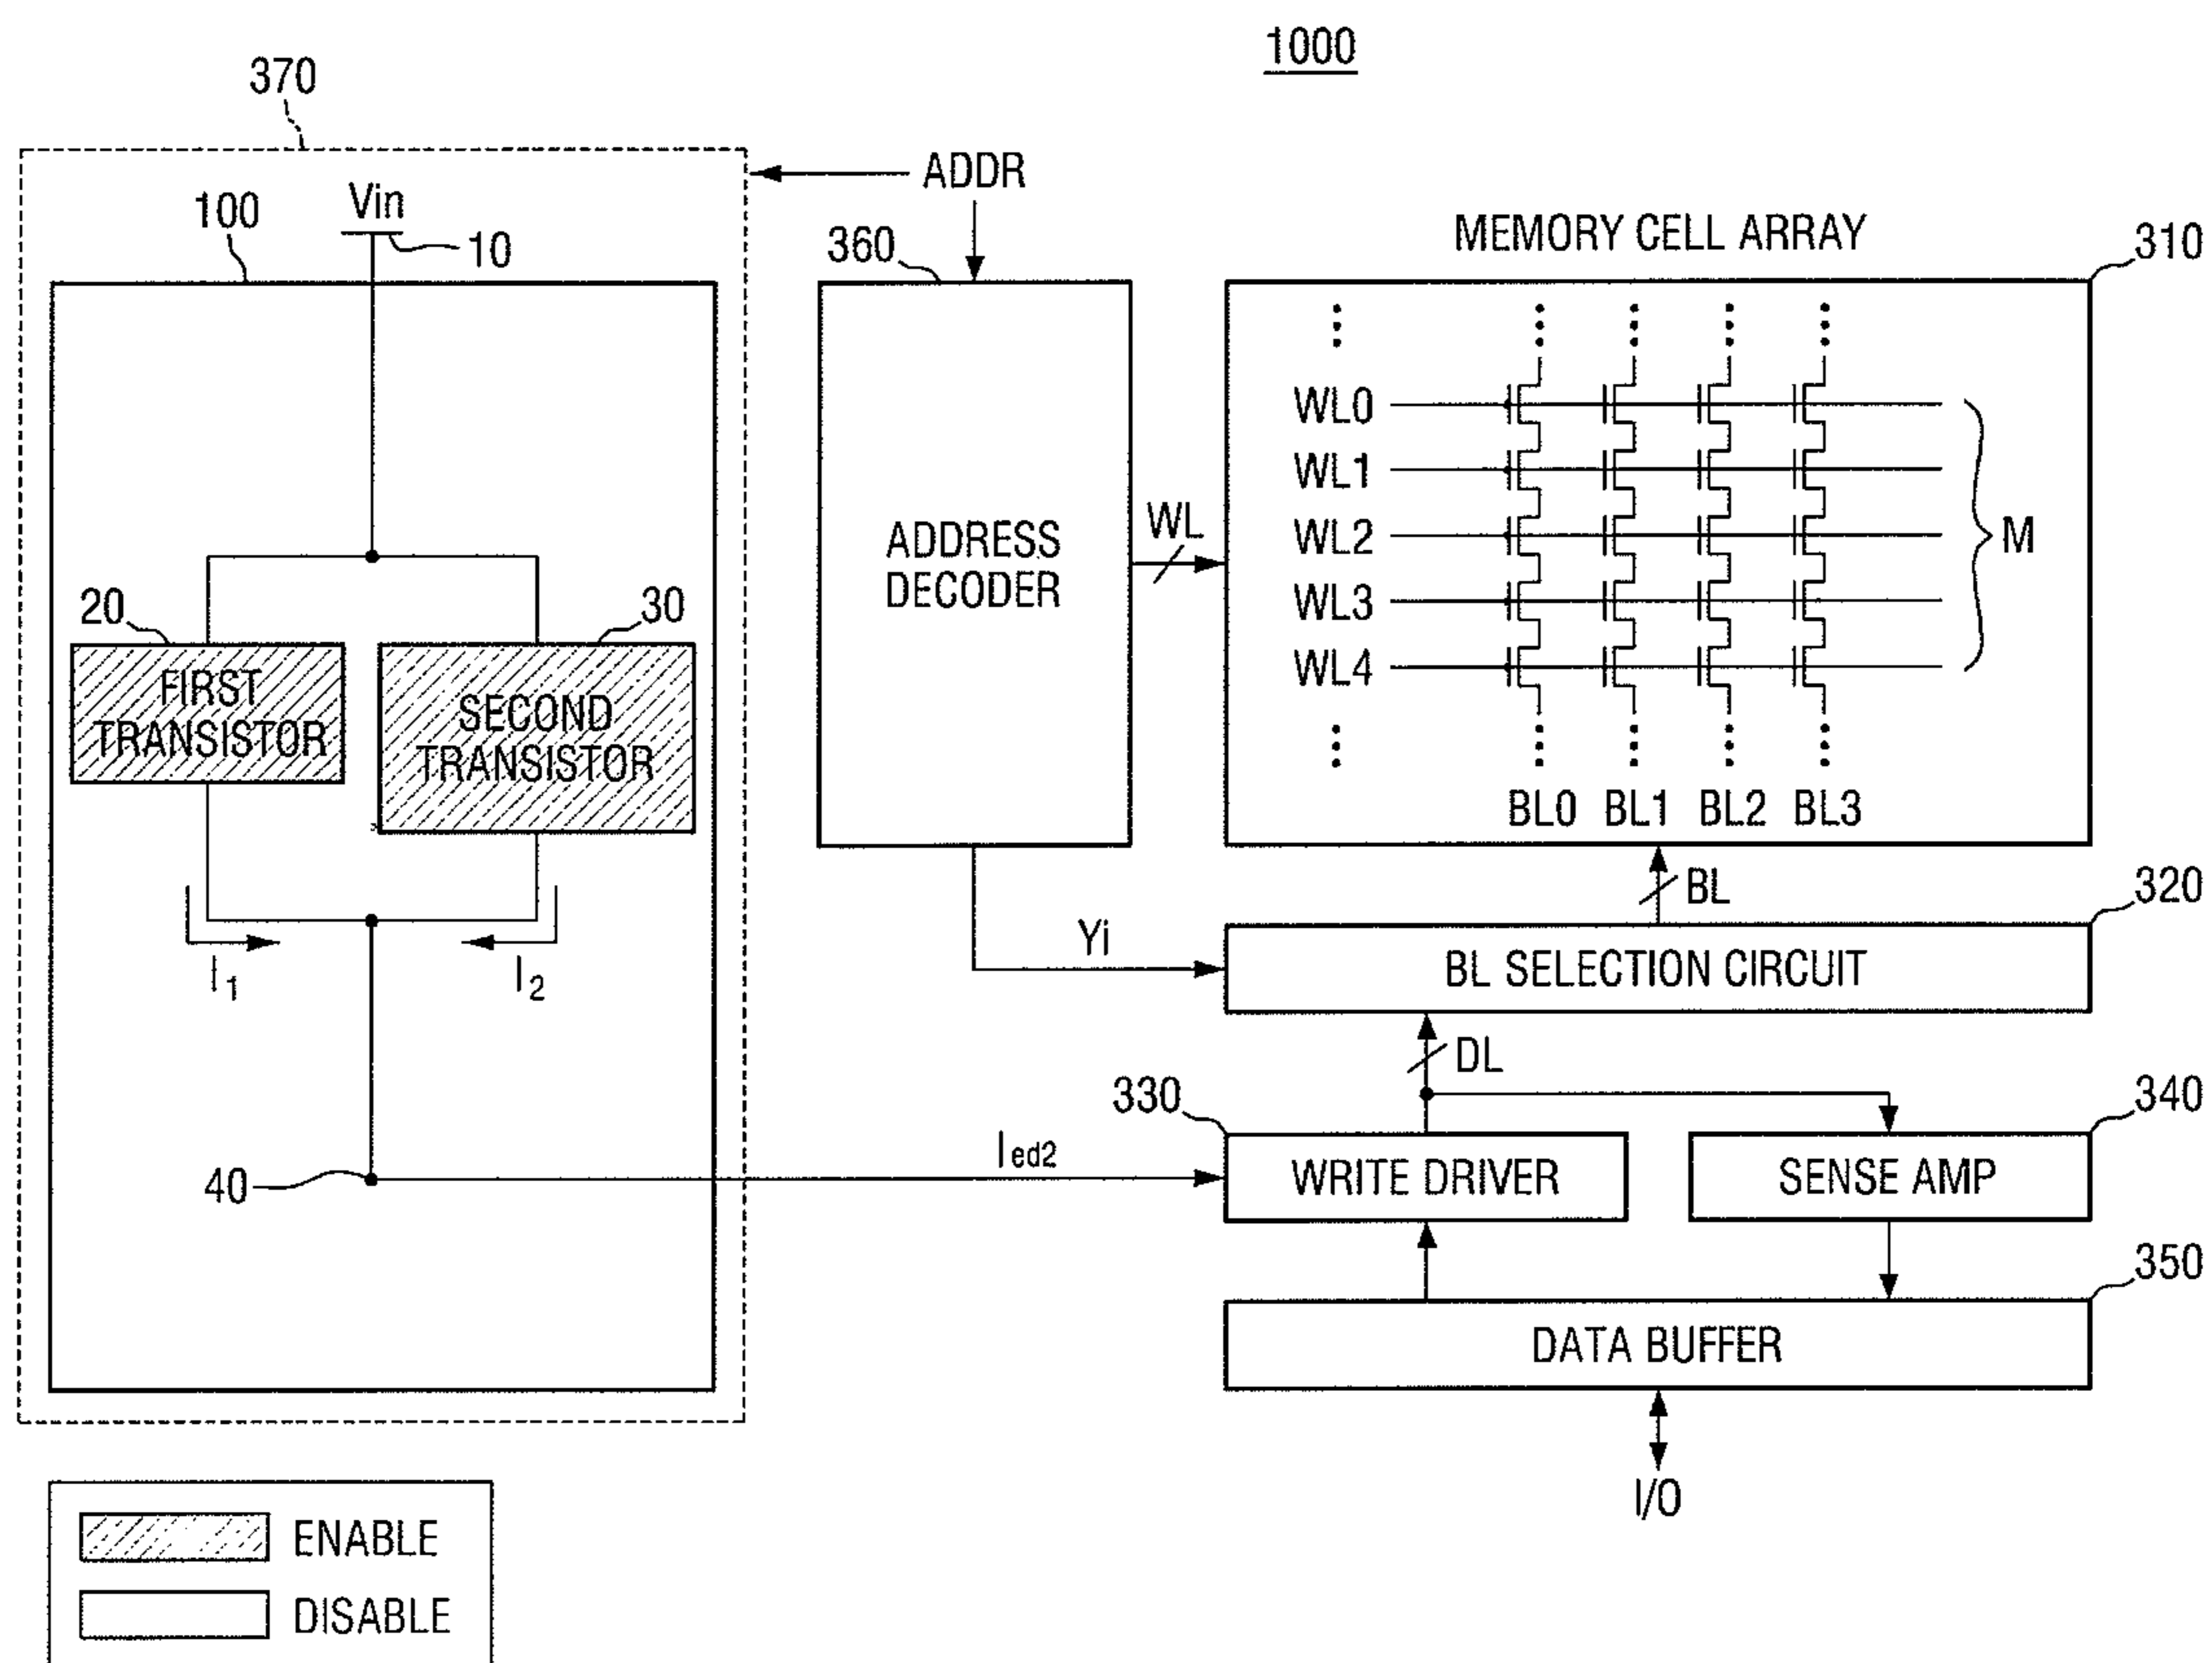 1000
370
ADDR
100
Vin
10
360
MEMORY CELL ARRAY
310
WL0
WL1
WL2
WL3
WL4
M
BL0 BL1 BL2 BL3
ADDRESS
DECODER
WL
20
30
FIRST
TRANSISTOR
SECOND
TRANSISTOR
I1
I2
BL
320
Yi
BL SELECTION CIRCUIT
DL
330
340
40
Ied2
WRITE DRIVER
SENSE AMP
350
DATA BUFFER
I/O
ENABLE
DISABLE